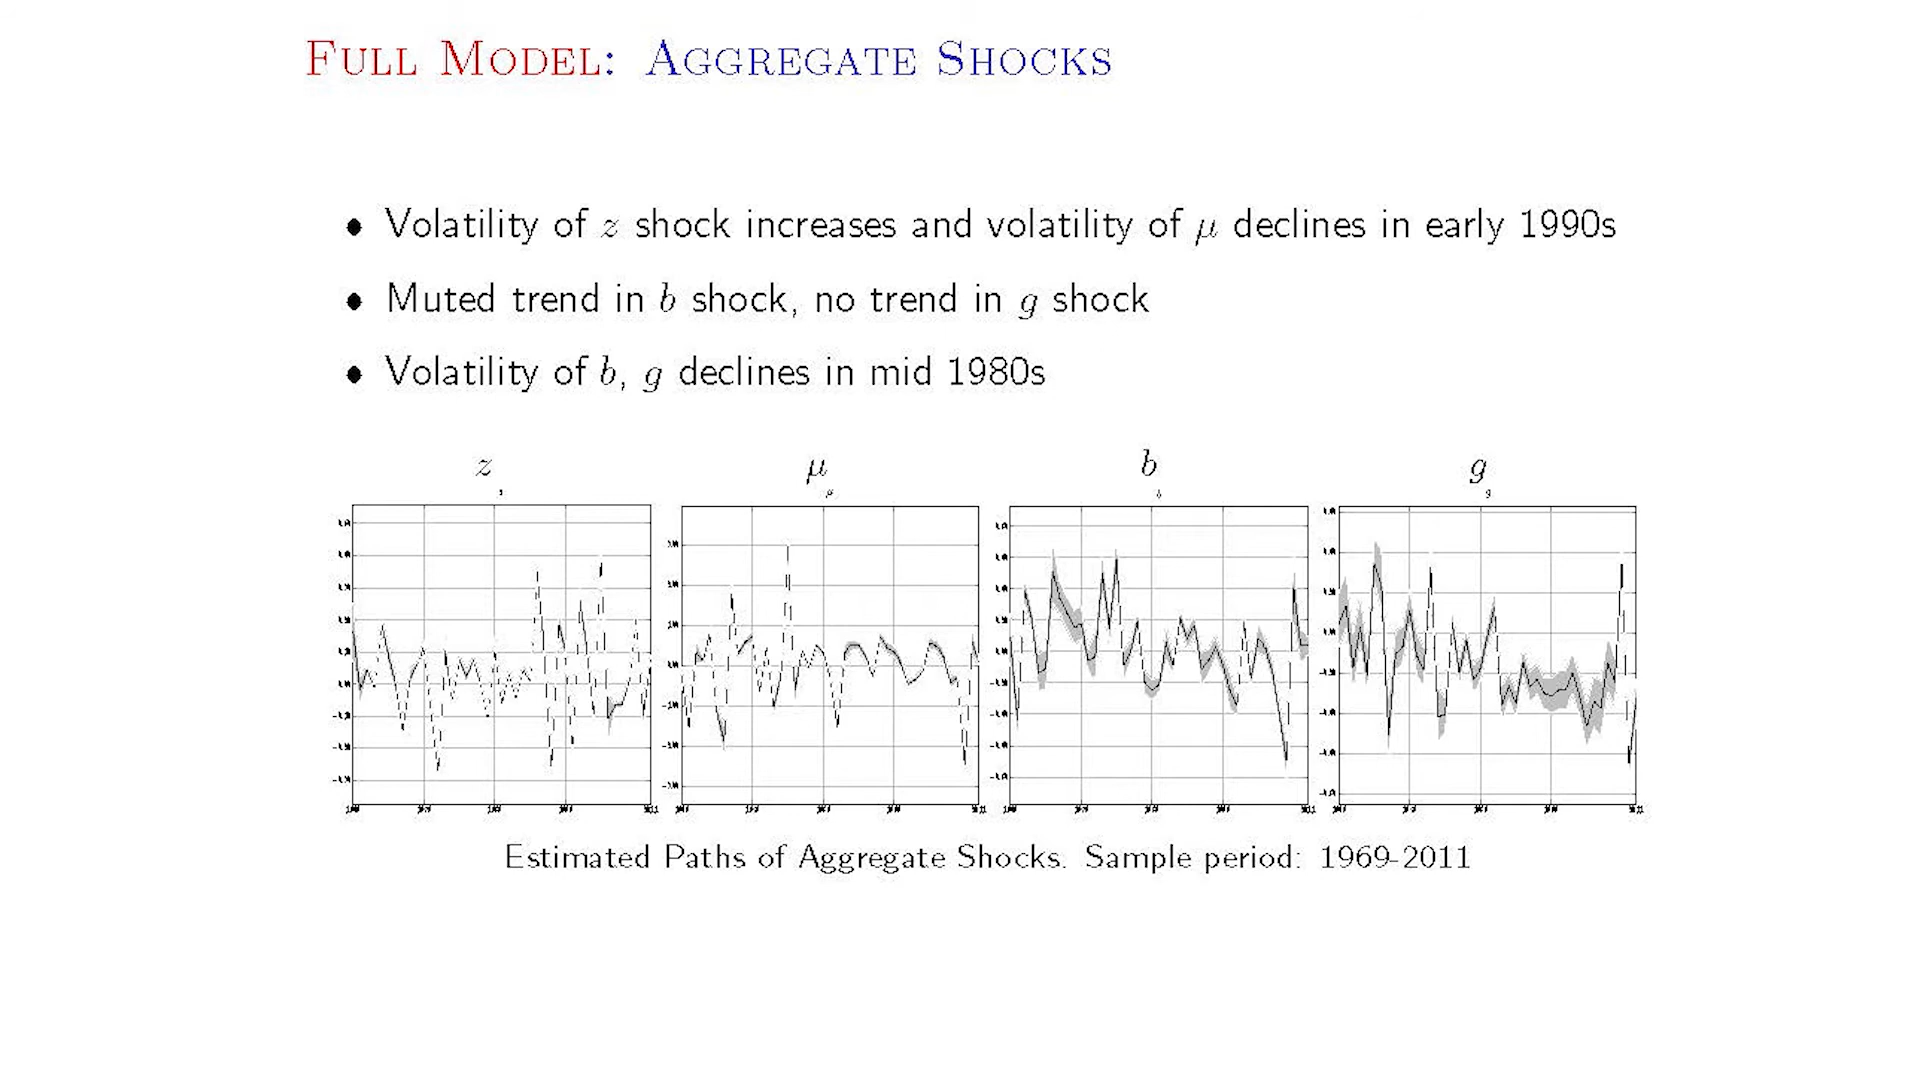 FULL MODEL: AGGREGATE SHOCKS
• Volatility of z shock increases and volatility of μ declines in early 1990s
• Muted trend in b shock, no trend in g shock
• Volatility of b, g declines in mid 1980s
z μ b g
Estimated Paths of Aggregate Shocks. Sample period: 1969-2011